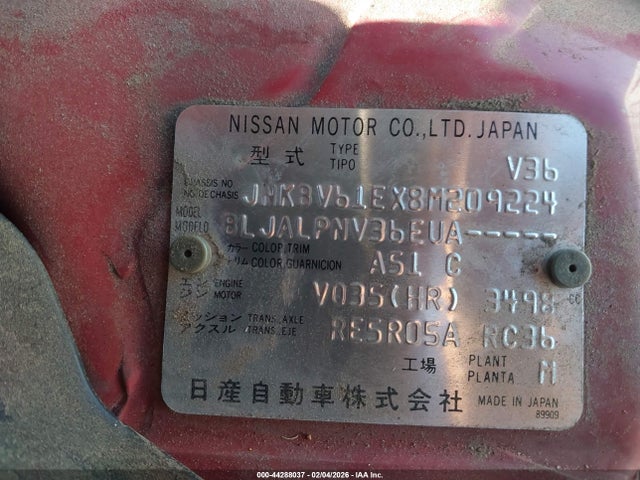 NISSAN MOTOR CO.,LTD. JAPAN
型式 TYPE TIPO V36
CHASSIS NO NO. DE CHASIS JNKBV61EX8M209224
MODEL MODELO BLJALPNV36EUA-----
カラー COLOR,TRIM
トリム COLOR,GUARNICION A51 C
エンジン ENGINE MOTOR VQ35(HR) 3498 CC
ミッション TRANS.,AXLE
アクスル TRANS.,EJE RE5R05A RC36
工場 PLANT PLANTA M
日産自動車株式会社 MADE IN JAPAN
89909
000-44288037 - 02/04/2026 - IAA Inc.